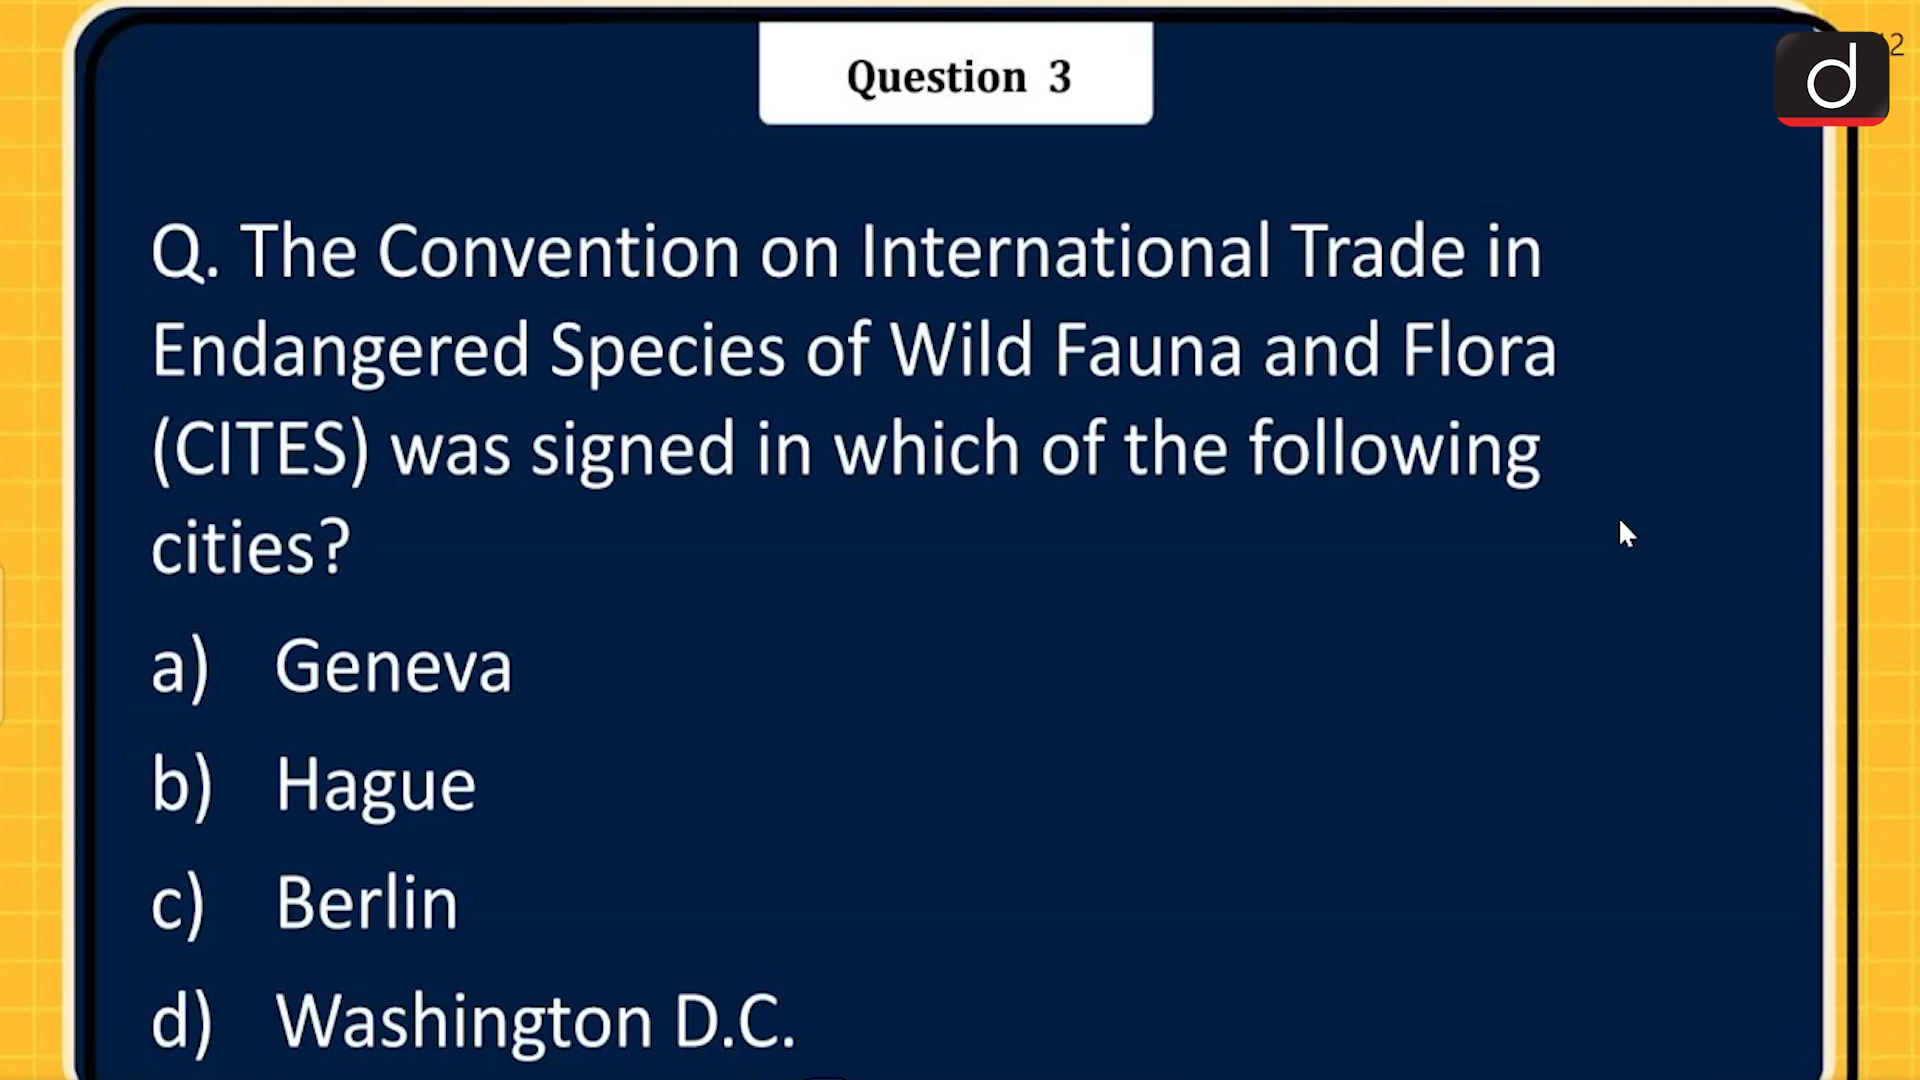 Question 3
Q. The Convention on International Trade in
Endangered Species of Wild Fauna and Flora
(CITES) was signed in which of the following
cities?
a) Geneva
b) Hague
c) Berlin
d) Washington D.C.